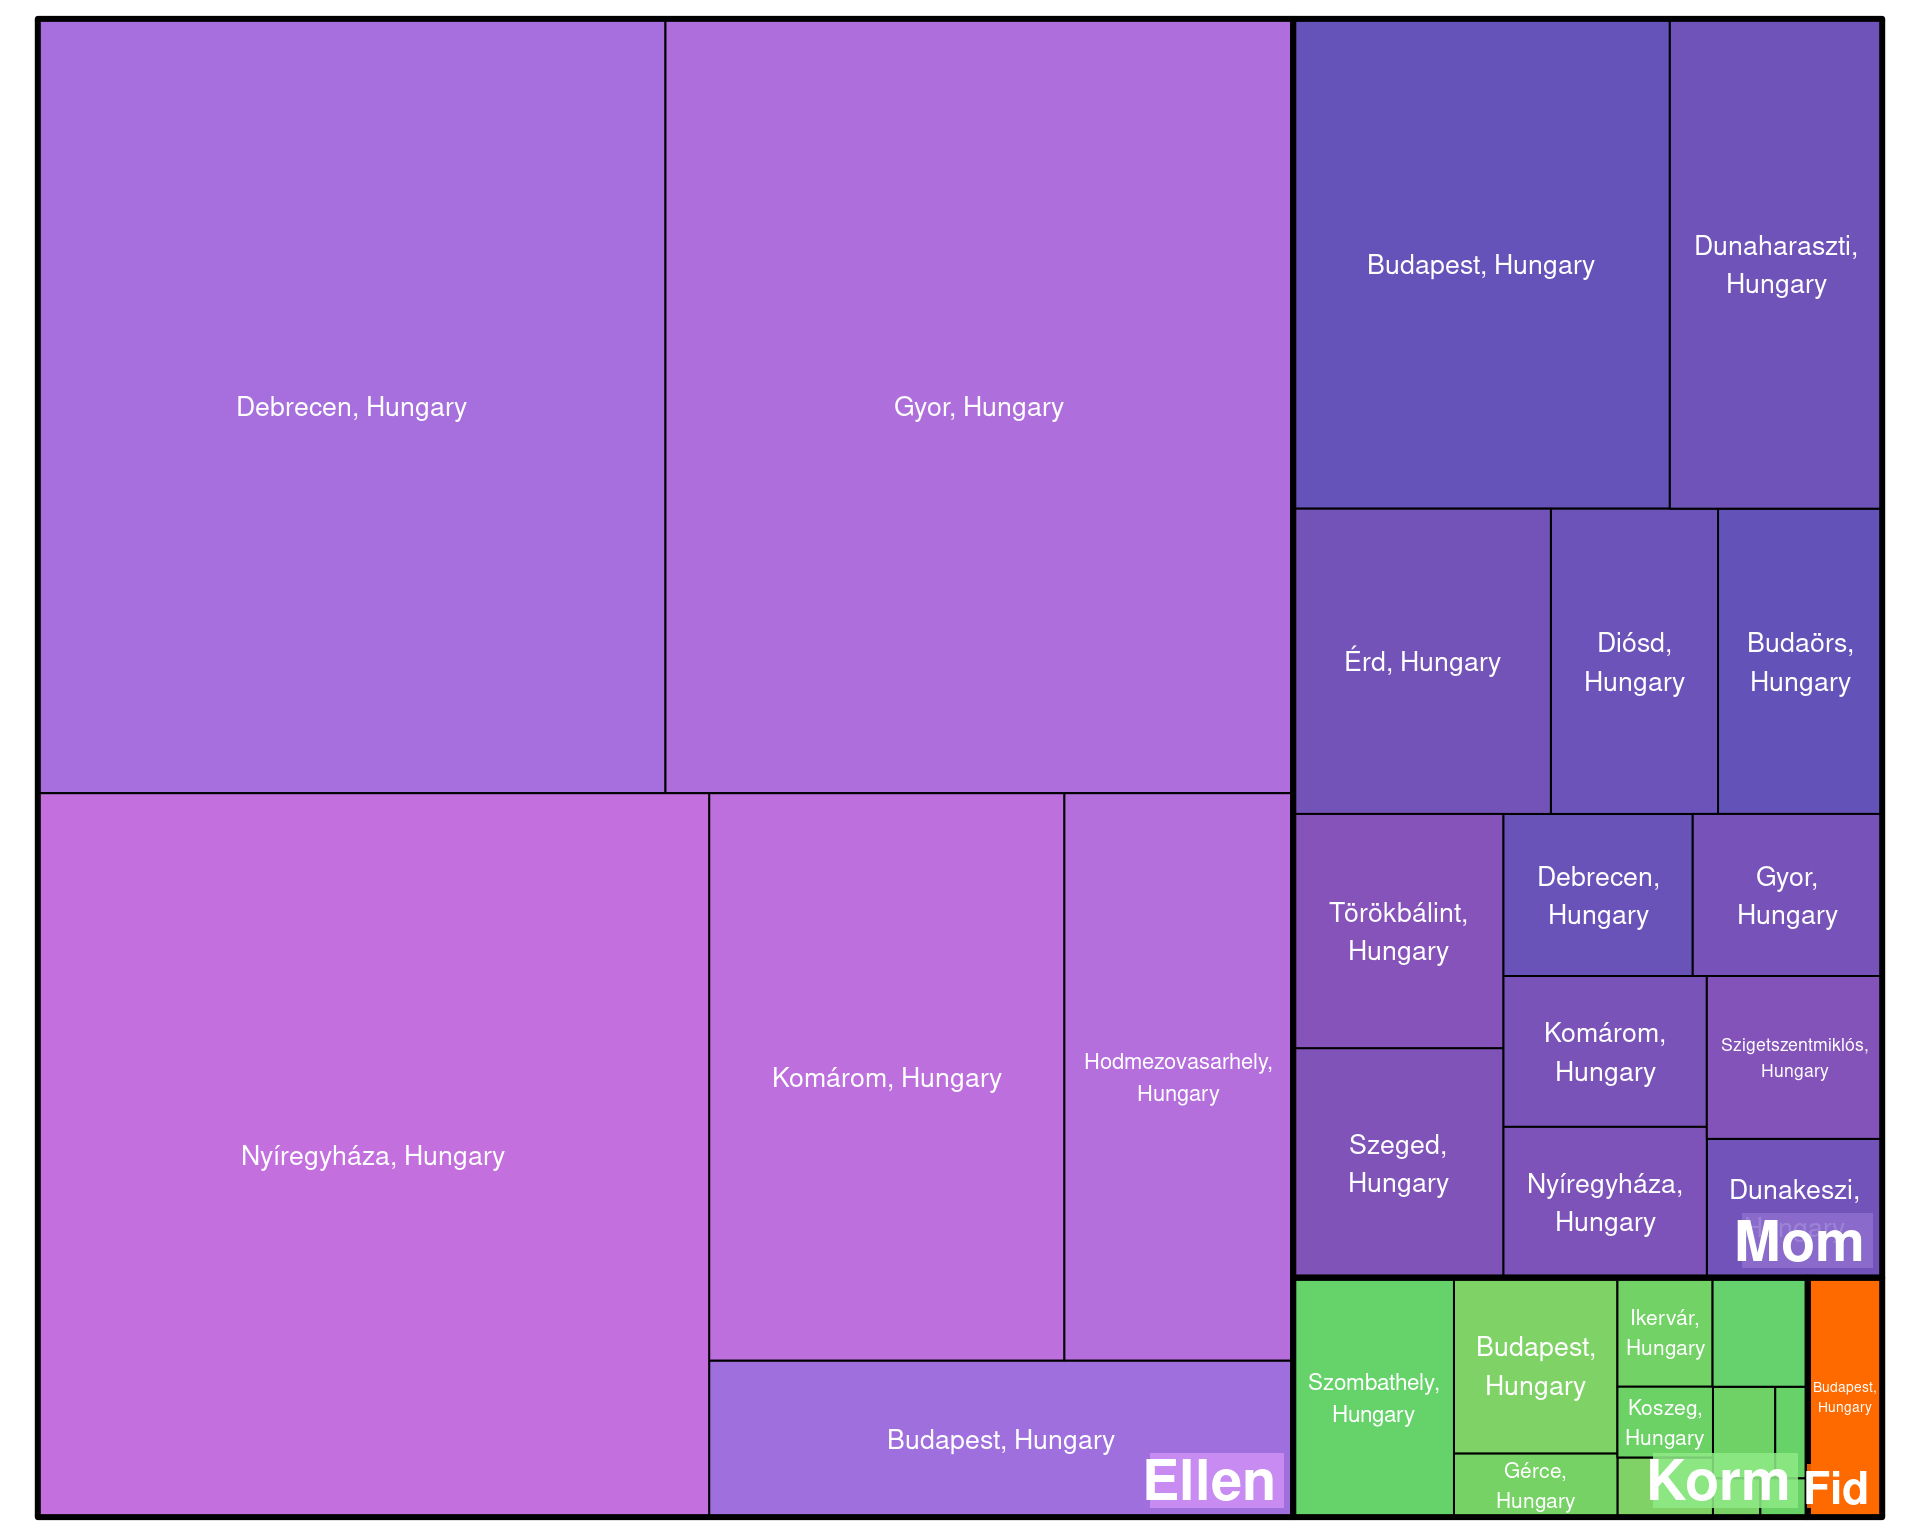 Debrecen, Hungary
Gyor, Hungary
Nyíregyháza, Hungary
Komárom, Hungary
Hodmezovasarhely,
Hungary
Budapest, Hungary
Ellen
Budapest, Hungary
Dunaharaszti,
Hungary
Érd, Hungary
Diósd,
Hungary
Budaörs,
Hungary
Törökbálint,
Hungary
Debrecen,
Hungary
Gyor,
Hungary
Szeged,
Hungary
Komárom,
Hungary
Szigetszentmiklós,
Hungary
Nyíregyháza,
Hungary
Dunakeszi,
Hungary
Mom
Szombathely,
Hungary
Budapest,
Hungary
Gérce,
Hungary
Ikervár,
Hungary
Koszeg,
Hungary
Korm
Budapest,
Hungary
Fid